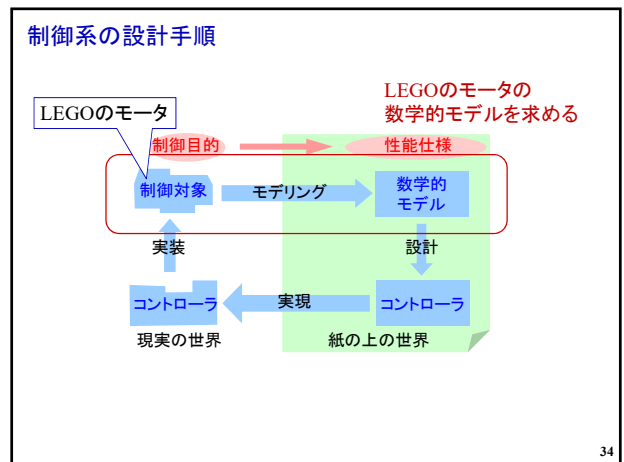 制御系の設計手順
LEGOのモータの
数学的モデルを求める
LEGOのモータ
制御目的
性能仕様
制御対象
モデリング
数学的
モデル
実装
設計
コントローラ
実現
コントローラ
現実の世界
紙の上の世界
34